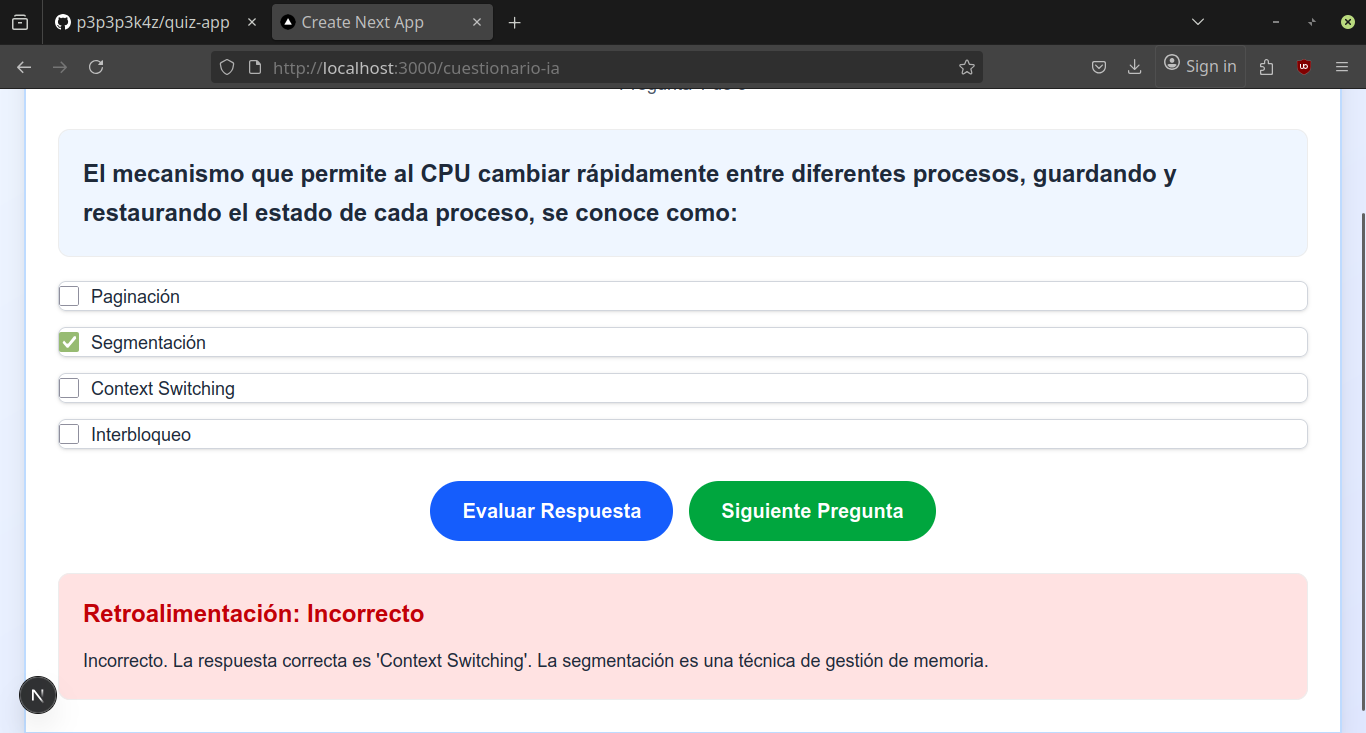 p3p3p3k4z/quiz-app
Create Next App
http://localhost:3000/cuestionario-ia
Sign in
El mecanismo que permite al CPU cambiar rápidamente entre diferentes procesos, guardando y
restaurando el estado de cada proceso, se conoce como:
Paginación
Segmentación
Context Switching
Interbloqueo
Evaluar Respuesta
Siguiente Pregunta
Retroalimentación: Incorrecto
Incorrecto. La respuesta correcta es 'Context Switching'. La segmentación es una técnica de gestión de memoria.
N